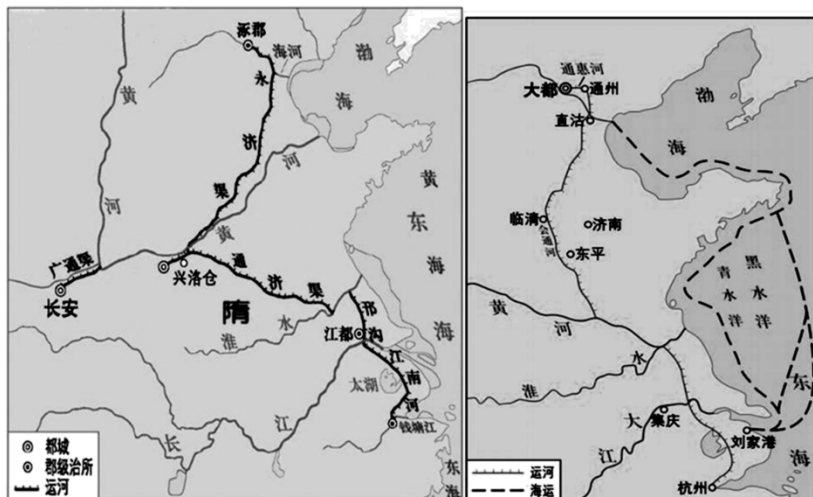 涿郡
海河
渤海
永济渠
黄河
黄河
黄海
东海
广通渠
长安
兴洛仓
通济渠
隋
淮水
邗沟
江都
江南河
太湖
钱塘江
长江
东海
都城
郡级治所
运河
通惠河
大都
通州
直沽
渤海
临清
会通河
济南
东平
黄河
淮水
青水洋
黑水洋
东海
大江
集庆
刘家港
杭州
运河
海运